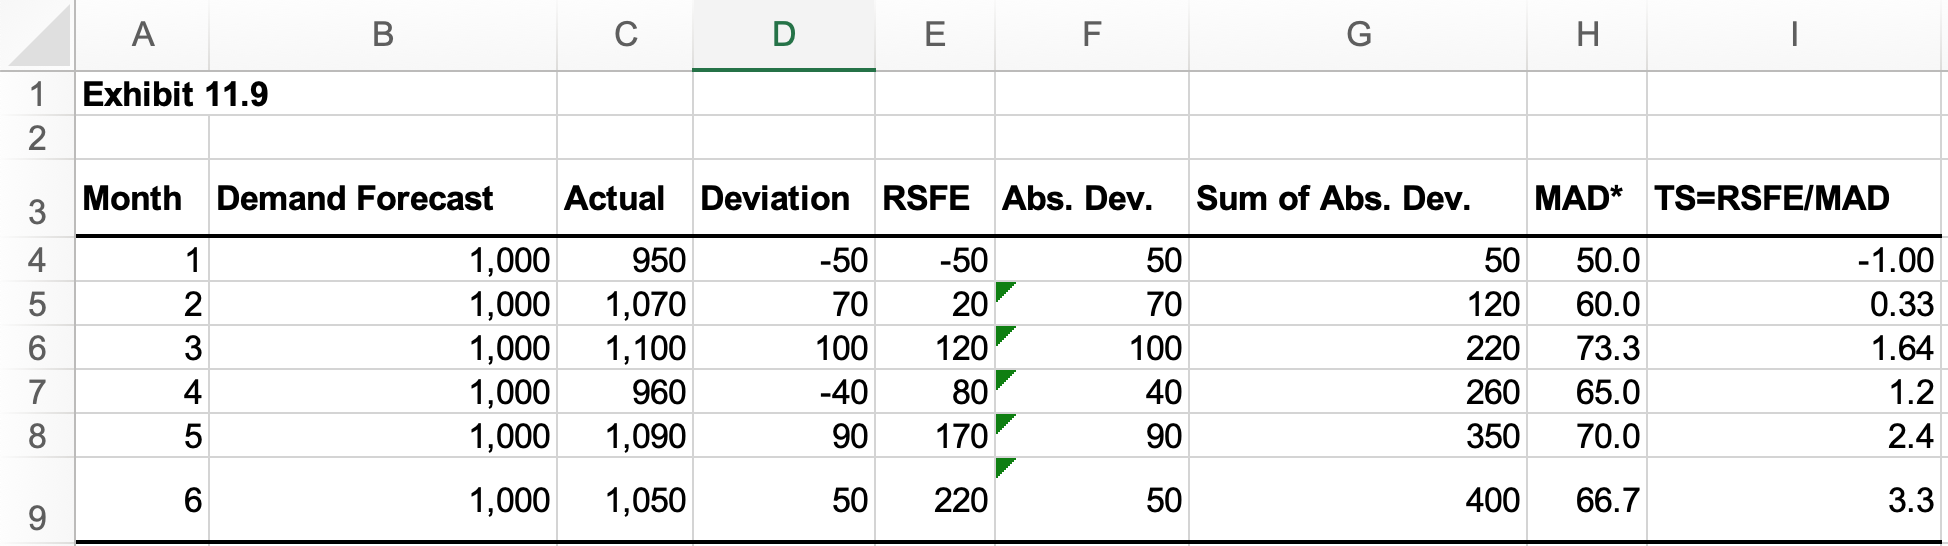 A B C D E F G H I
1 Exhibit 11.9
2
3 Month Demand Forecast Actual Deviation RSFE Abs. Dev. Sum of Abs. Dev. MAD* TS=RSFE/MAD
4 1 1,000 950 -50 -50 50 50 50.0 -1.00
5 2 1,000 1,070 70 20 70 120 60.0 0.33
6 3 1,000 1,100 100 120 100 220 73.3 1.64
7 4 1,000 960 -40 80 40 260 65.0 1.2
8 5 1,000 1,090 90 170 90 350 70.0 2.4
9 6 1,000 1,050 50 220 50 400 66.7 3.3